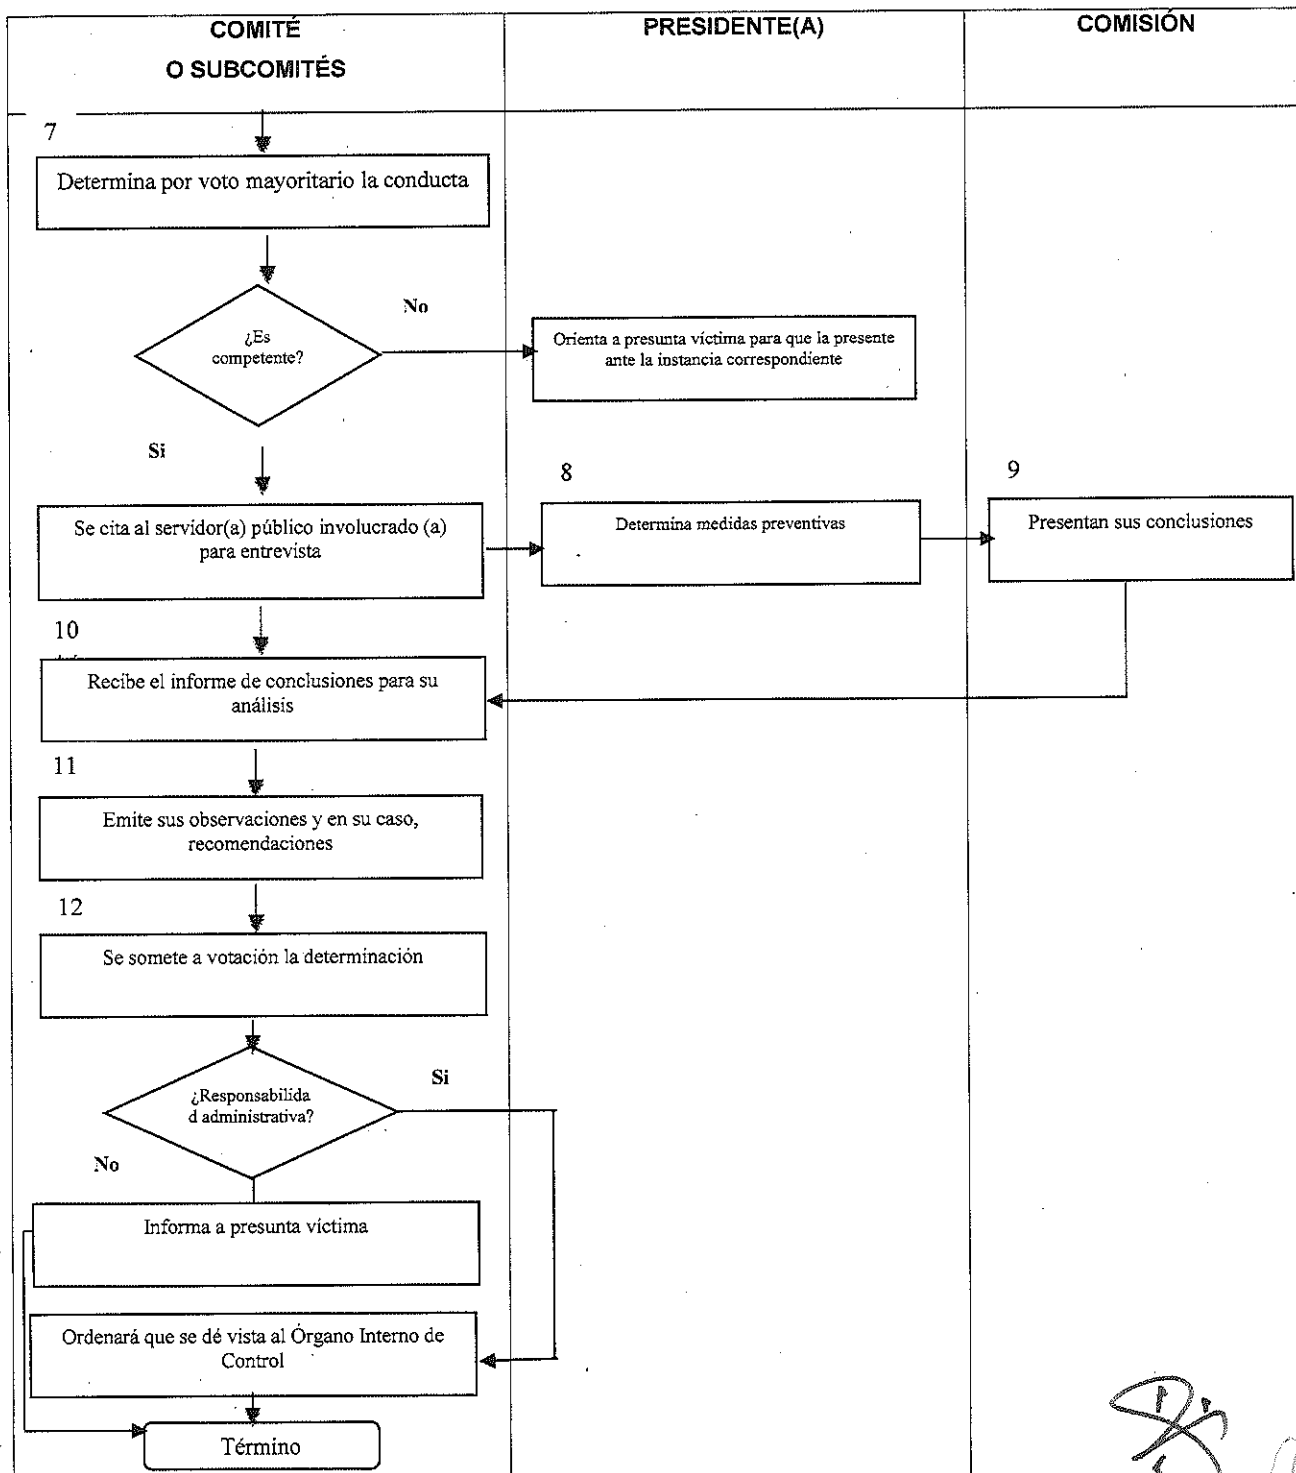 COMITÉ
O SUBCOMITÉS
PRESIDENTE(A)
COMISIÓN
7
Determina por voto mayoritario la conducta
¿Es
competente?
No
Orienta a presunta víctima para que la presente
ante la instancia correspondiente
Si
Se cita al servidor(a) público involucrado (a)
para entrevista
8
Determina medidas preventivas
9
Presentan sus conclusiones
10
Recibe el informe de conclusiones para su
análisis
11
Emite sus observaciones y en su caso,
recomendaciones
12
Se somete a votación la determinación
¿Responsabilida
d administrativa?
Si
No
Informa a presunta víctima
Ordenará que se dé vista al Órgano Interno de
Control
Término